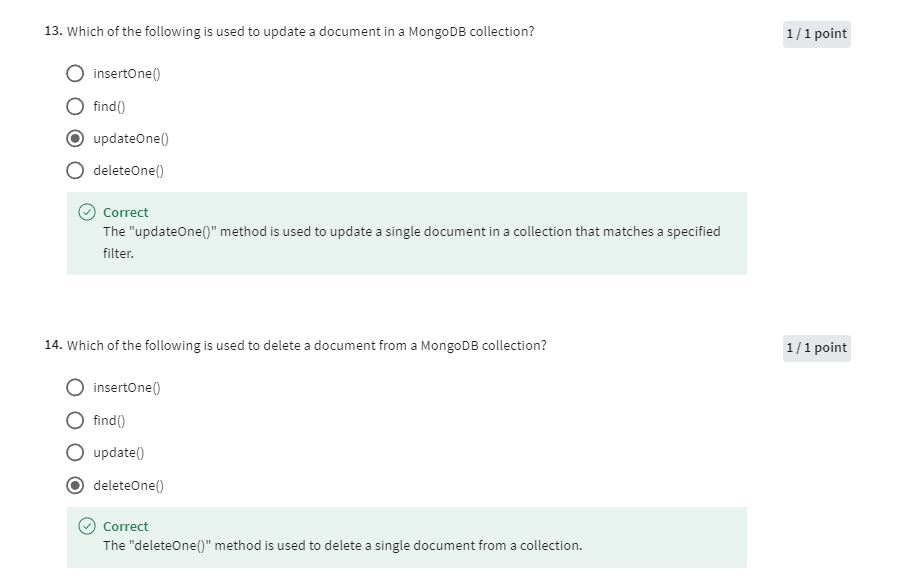 13. Which of the following is used to update a document in a MongoDB collection?
1 / 1 point
insertOne()
find()
updateOne()
deleteOne()
Correct
The "updateOne()" method is used to update a single document in a collection that matches a specified
filter.
14. Which of the following is used to delete a document from a MongoDB collection?
1 / 1 point
insertOne()
find()
update()
deleteOne()
Correct
The "deleteOne()" method is used to delete a single document from a collection.